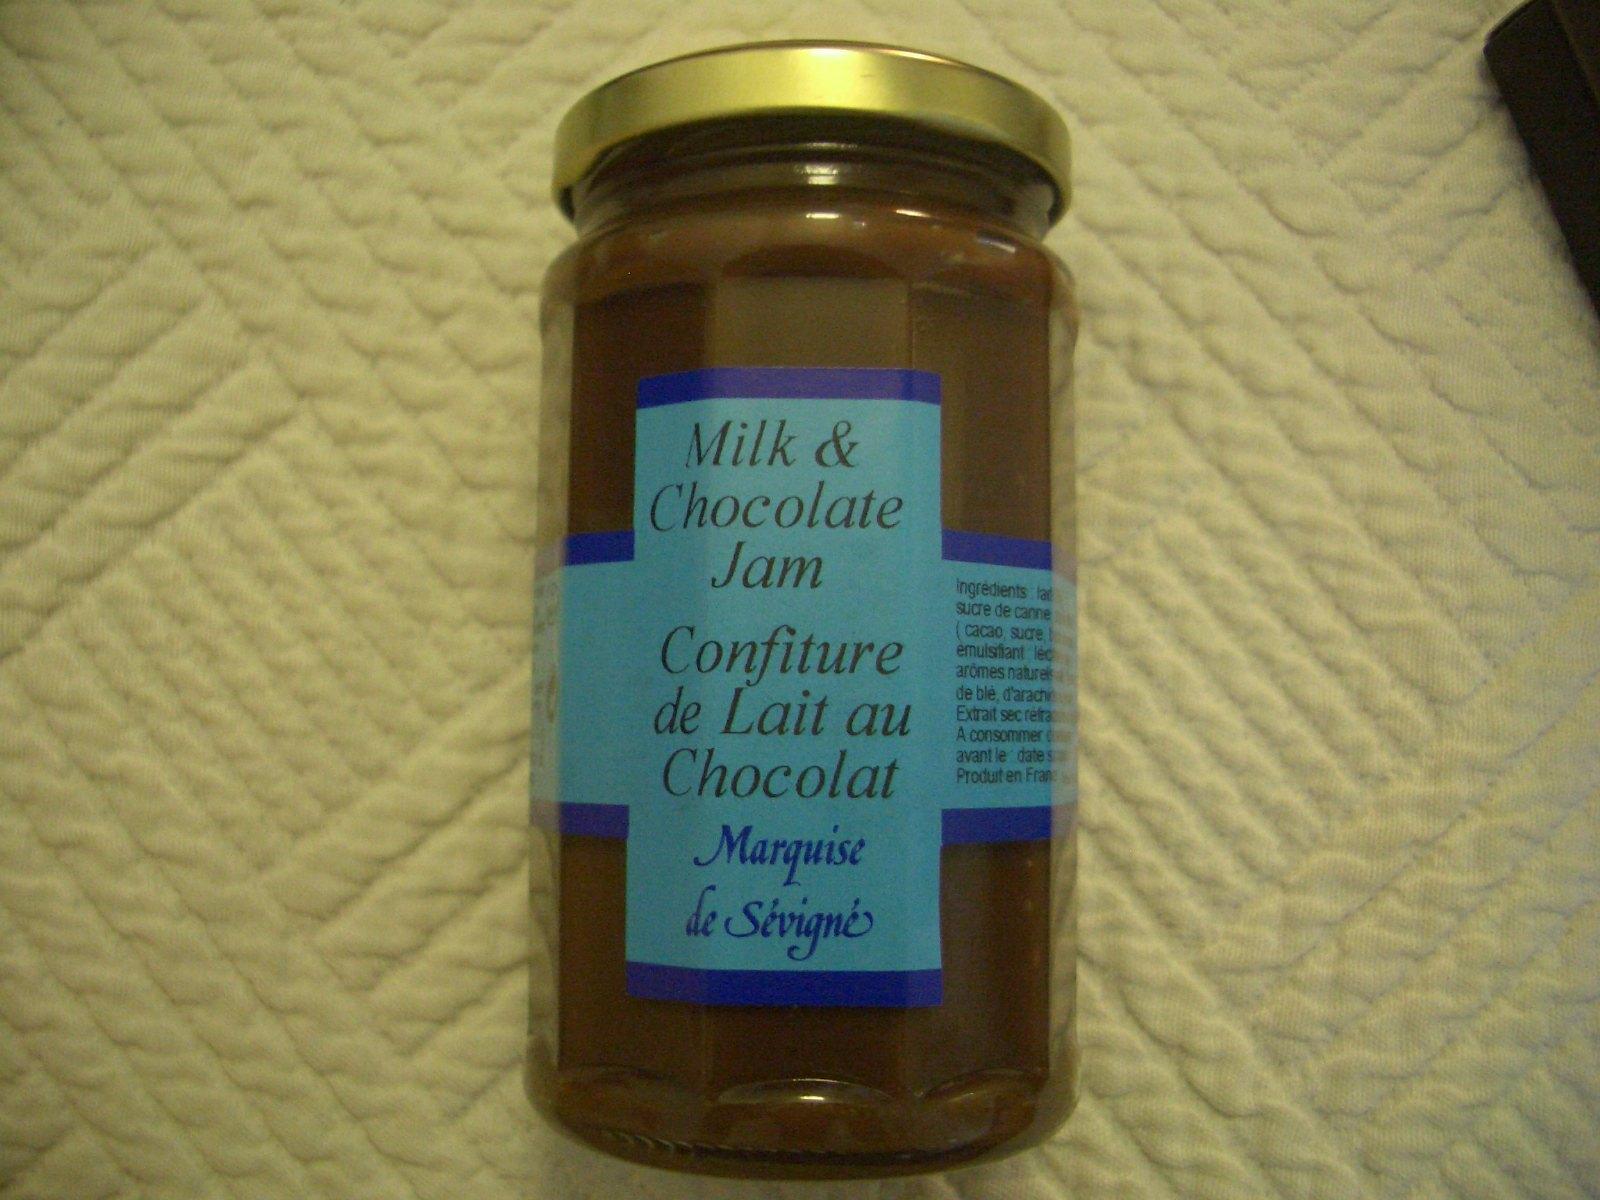 Milk &
Chocolate
Jam
Confiture
de Lait au
Chocolat
Marquise
de Sévigné
Ingrédients :
sucre de canne
( cacao, sucre,
émulsifiant :
arômes naturels
de blé,
Extrait sec
A consommer
avant le : date
Produit en